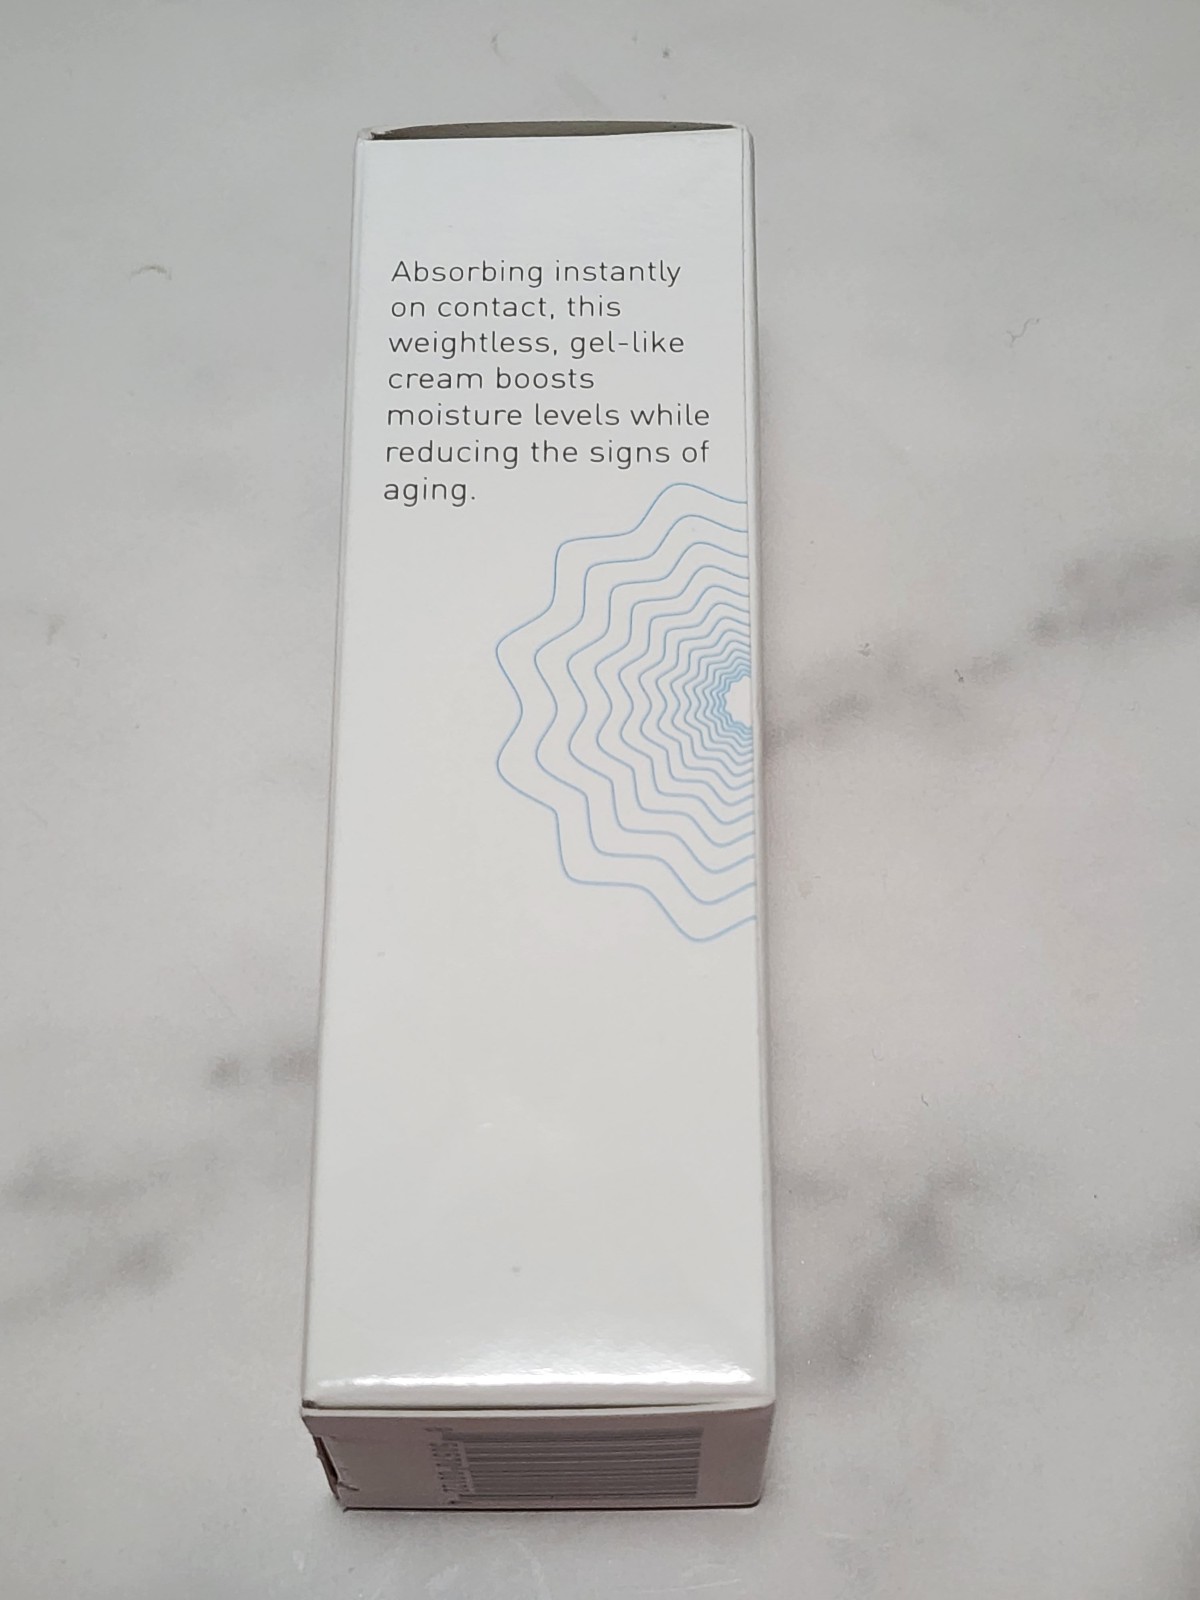 Absorbing instantly
on contact, this
weightless, gel-like
cream boosts
moisture levels while
reducing the signs of
aging.